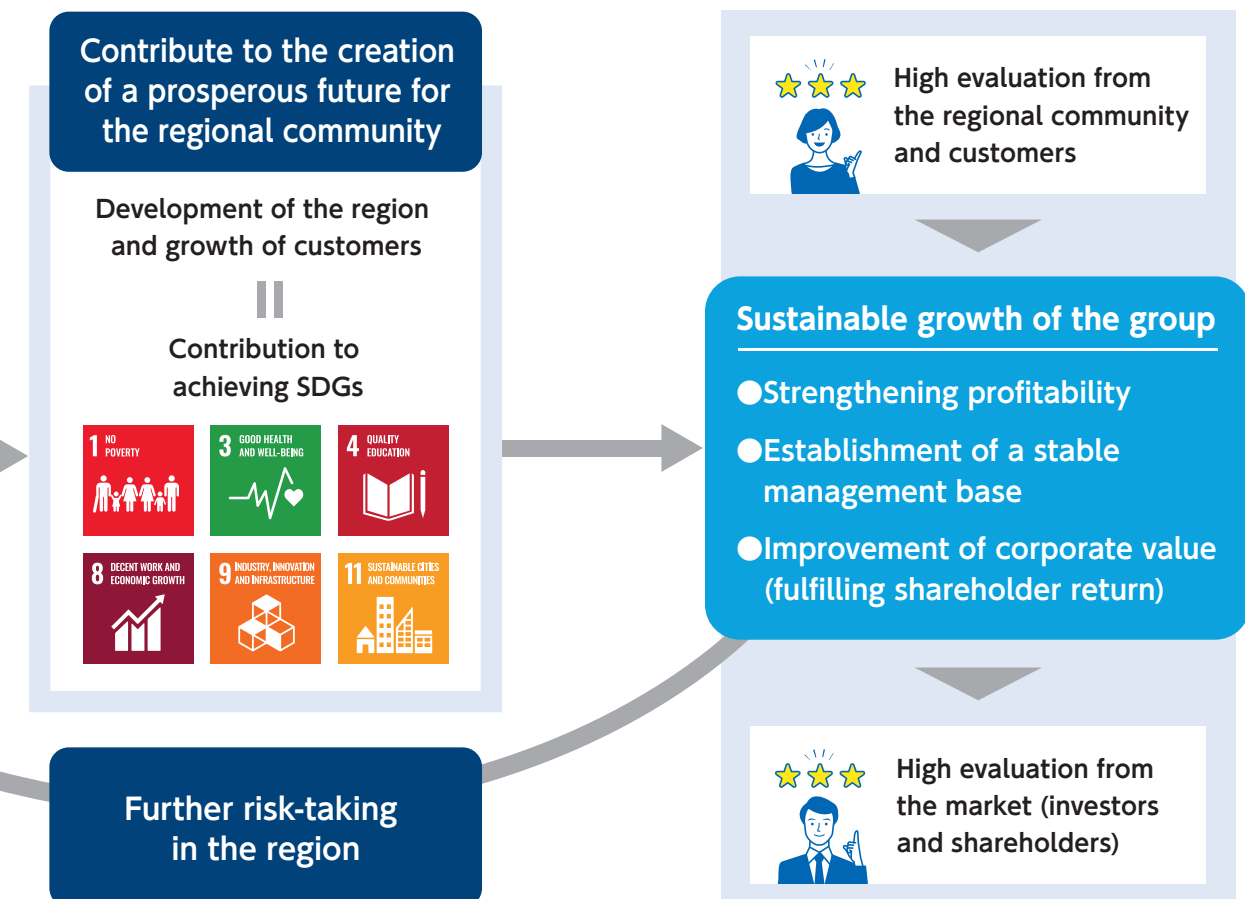 Contribute to the creation
of a prosperous future for
the regional community
Development of the region
and growth of customers
Contribution to
achieving SDGs
1 NO
POVERTY
3 GOOD HEALTH
AND WELL-BEING
4 QUALITY
EDUCATION
8 DECENT WORK AND
ECONOMIC GROWTH
9 INDUSTRY, INNOVATION
AND INFRASTRUCTURE
11 SUSTAINABLE CITIES
AND COMMUNITIES
Further risk-taking
in the region
High evaluation from
the regional community
and customers
Sustainable growth of the group
●Strengthening profitability
●Establishment of a stable
management base
●Improvement of corporate value
(fulfilling shareholder return)
High evaluation from
the market (investors
and shareholders)